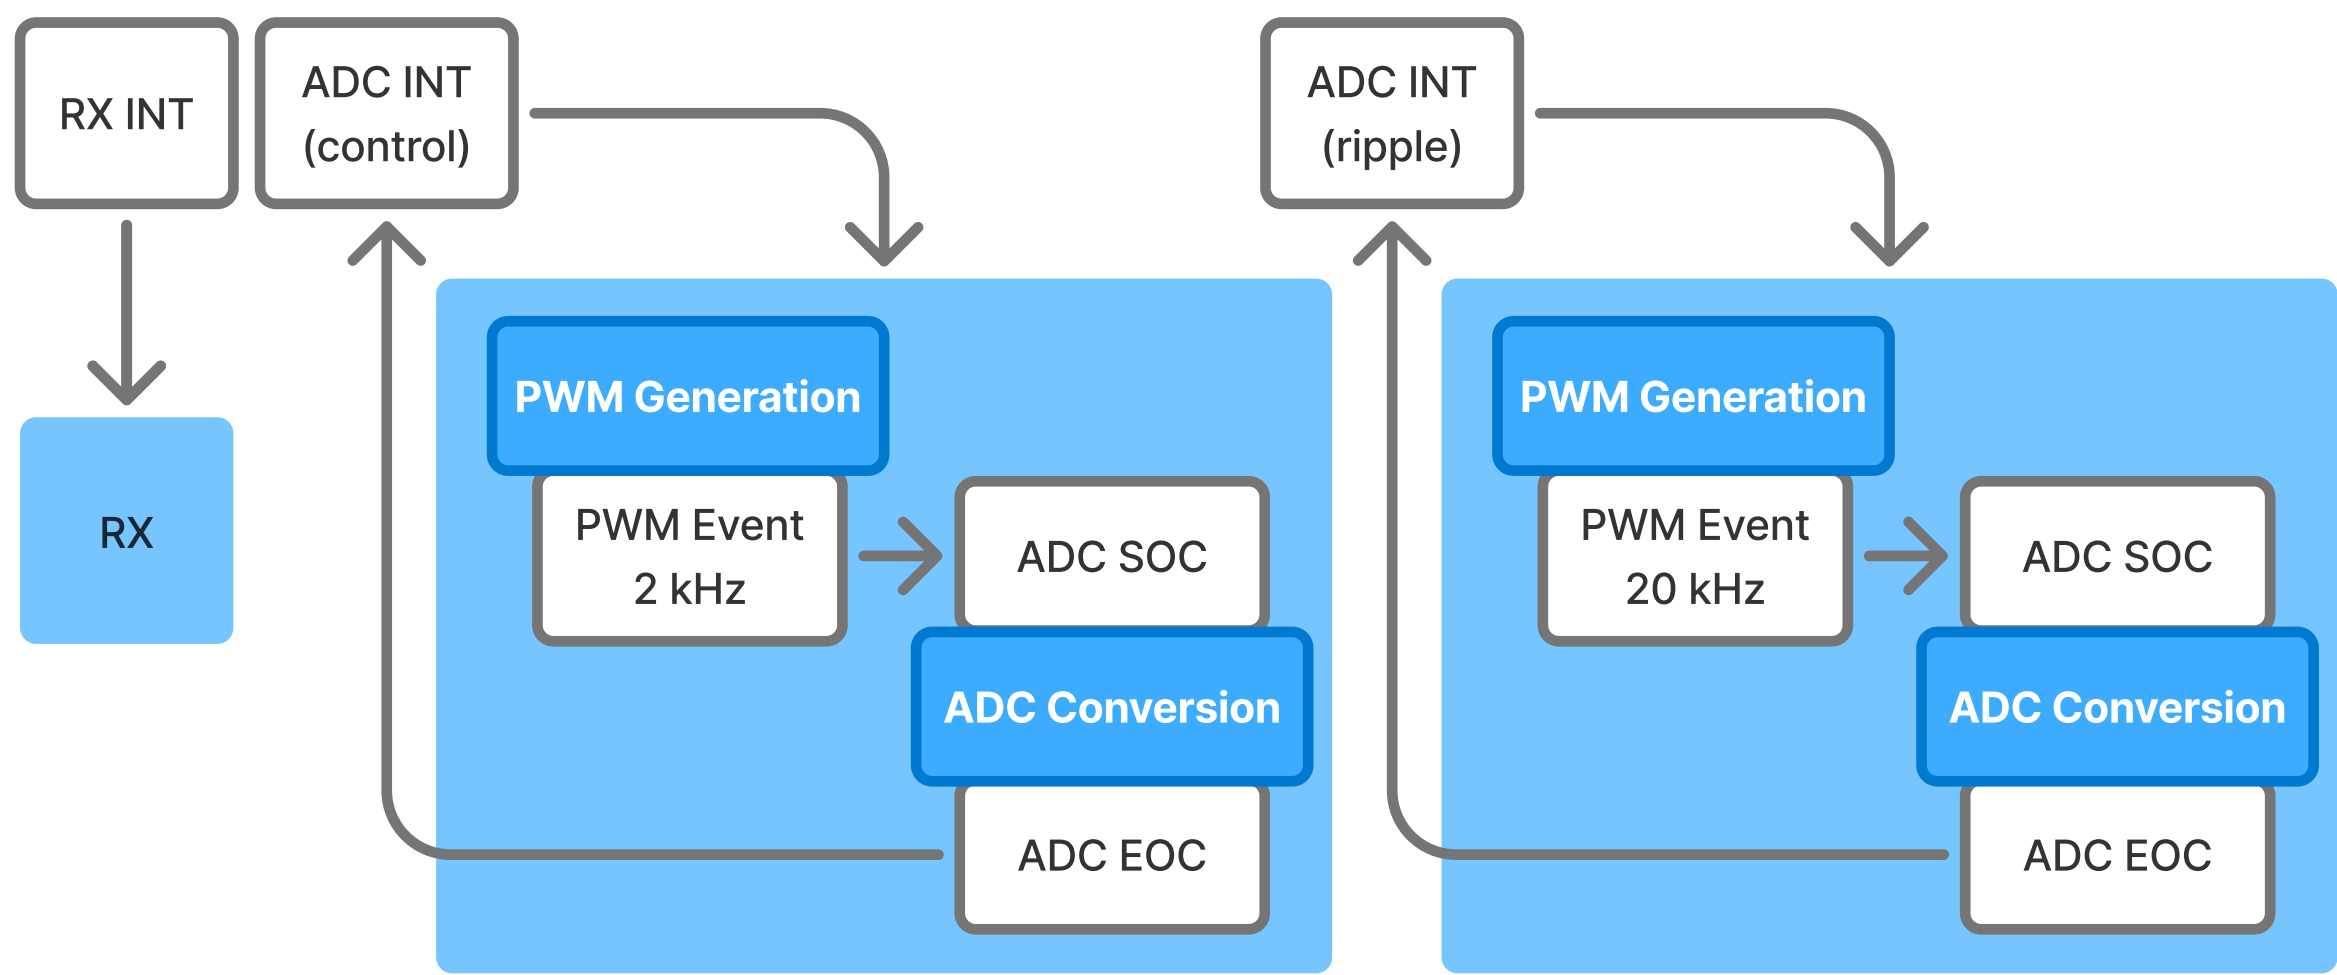 RX INT
ADC INT
(control)
ADC INT
(ripple)
RX
PWM Generation
PWM Event
2 kHz
ADC SOC
ADC Conversion
ADC EOC
PWM Generation
PWM Event
20 kHz
ADC SOC
ADC Conversion
ADC EOC